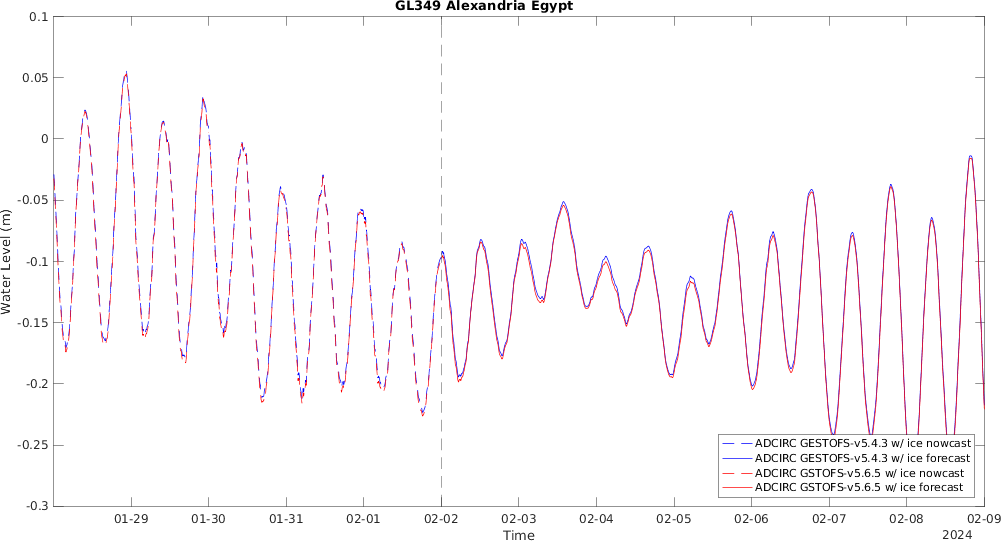 GL349 Alexandria Egypt
0.1
0.05
0
-0.05
-0.1
-0.15
-0.2
-0.25
-0.3
Water Level (m)
ADCIRC GESTOFS-v5.4.3 w/ ice nowcast
ADCIRC GESTOFS-v5.4.3 w/ ice forecast
ADCIRC GSTOFS-v5.6.5 w/ ice nowcast
ADCIRC GSTOFS-v5.6.5 w/ ice forecast
01-29 01-30 01-31 02-01 02-02 02-03 02-04 02-05 02-06 02-07 02-08 02-09
Time
2024